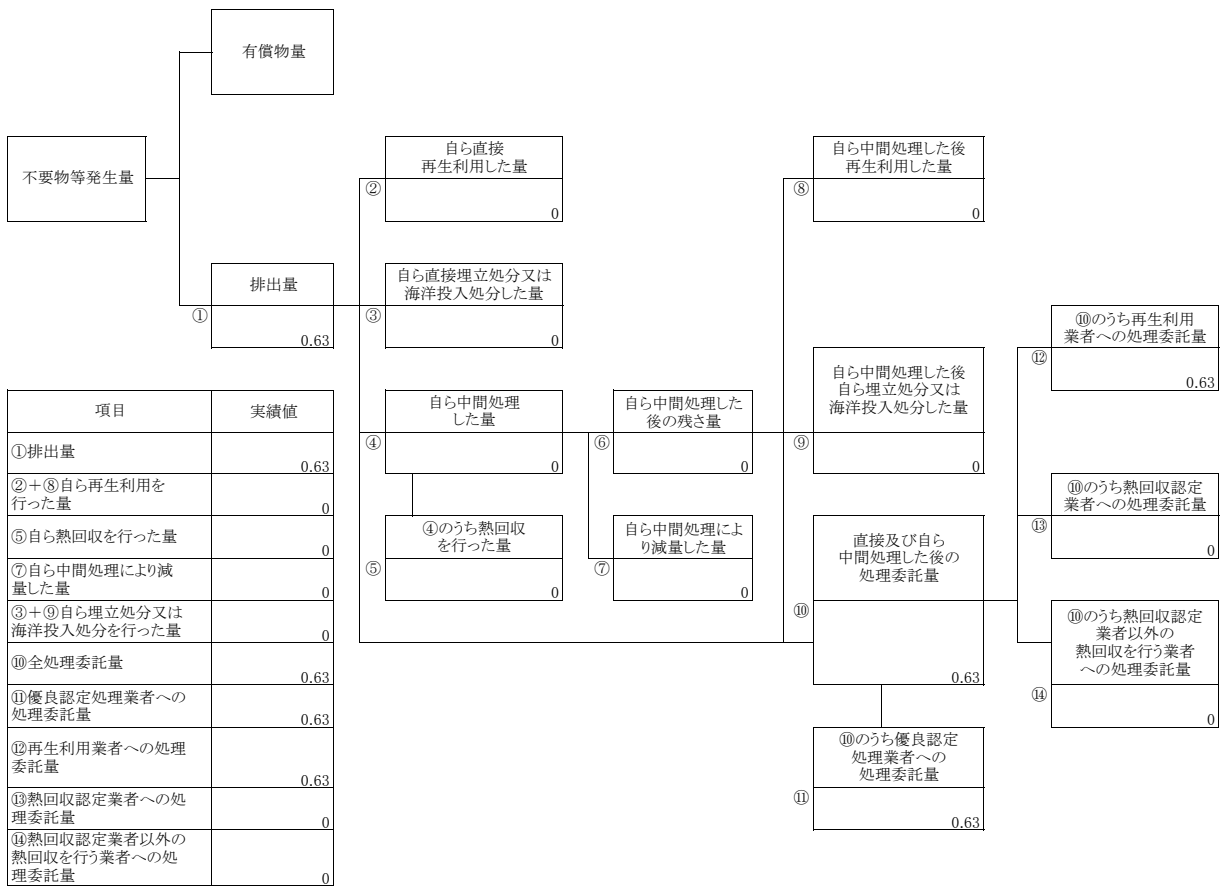 有償物量
不要物等発生量
自ら直接
再生利用した量
②
0
自ら中間処理した後
再生利用した量
⑧
0
排出量
①
0.63
自ら直接埋立処分又は
海洋投入処分した量
③
0
⑩のうち再生利用
業者への処理委託量
⑫
0.63
自ら中間処理
した量
④
0
自ら中間処理した
後の残さ量
⑥
0
自ら中間処理した後
自ら埋立処分又は
海洋投入処分した量
⑨
0
④のうち熱回収
を行った量
⑤
0
自ら中間処理によ
り減量した量
⑦
0
直接及び自ら
中間処理した後の
処理委託量
⑩
0.63
⑩のうち熱回収認定
業者への処理委託量
⑬
0
⑩のうち熱回収認定
業者以外の
熱回収を行う業者
への処理委託量
⑭
0
⑩のうち優良認定
処理業者への
処理委託量
⑪
0.63
項目 実績値
①排出量
0.63
②+⑧自ら再生利用を
行った量
0
⑤自ら熱回収を行った量
0
⑦自ら中間処理により減
量した量
0
③+⑨自ら埋立処分又は
海洋投入処分を行った量
0
⑩全処理委託量
0.63
⑪優良認定処理業者への
処理委託量
0.63
⑫再生利用業者への処理
委託量
0.63
⑬熱回収認定業者への処
理委託量
0
⑭熱回収認定業者以外の
熱回収を行う業者への処
理委託量
0